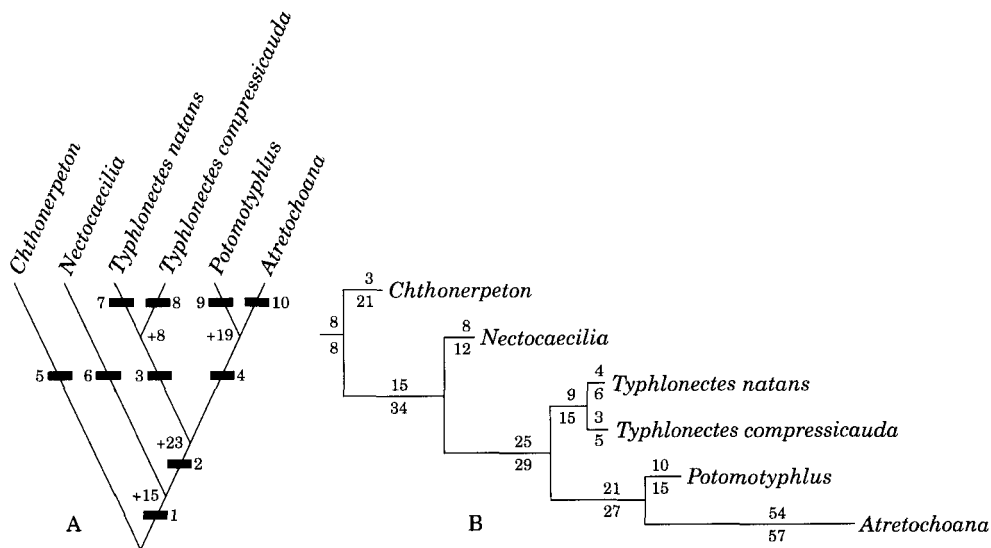 Chthonerpeton
Nectocaecilia
Typhlonectes natans
Typhlonectes compressicauda
Potomotyphlus
Atretochoana
7
8
9
10
+8
+19
5
6
3
4
+23
2
+15
1
A
3
21
Chthonerpeton
8
8
8
12
Nectocaecilia
15
34
4
6
Typhlonectes natans
9
15
3
5
Typhlonectes compressicauda
25
29
10
15
Potomotyphlus
21
27
54
57
Atretochoana
B